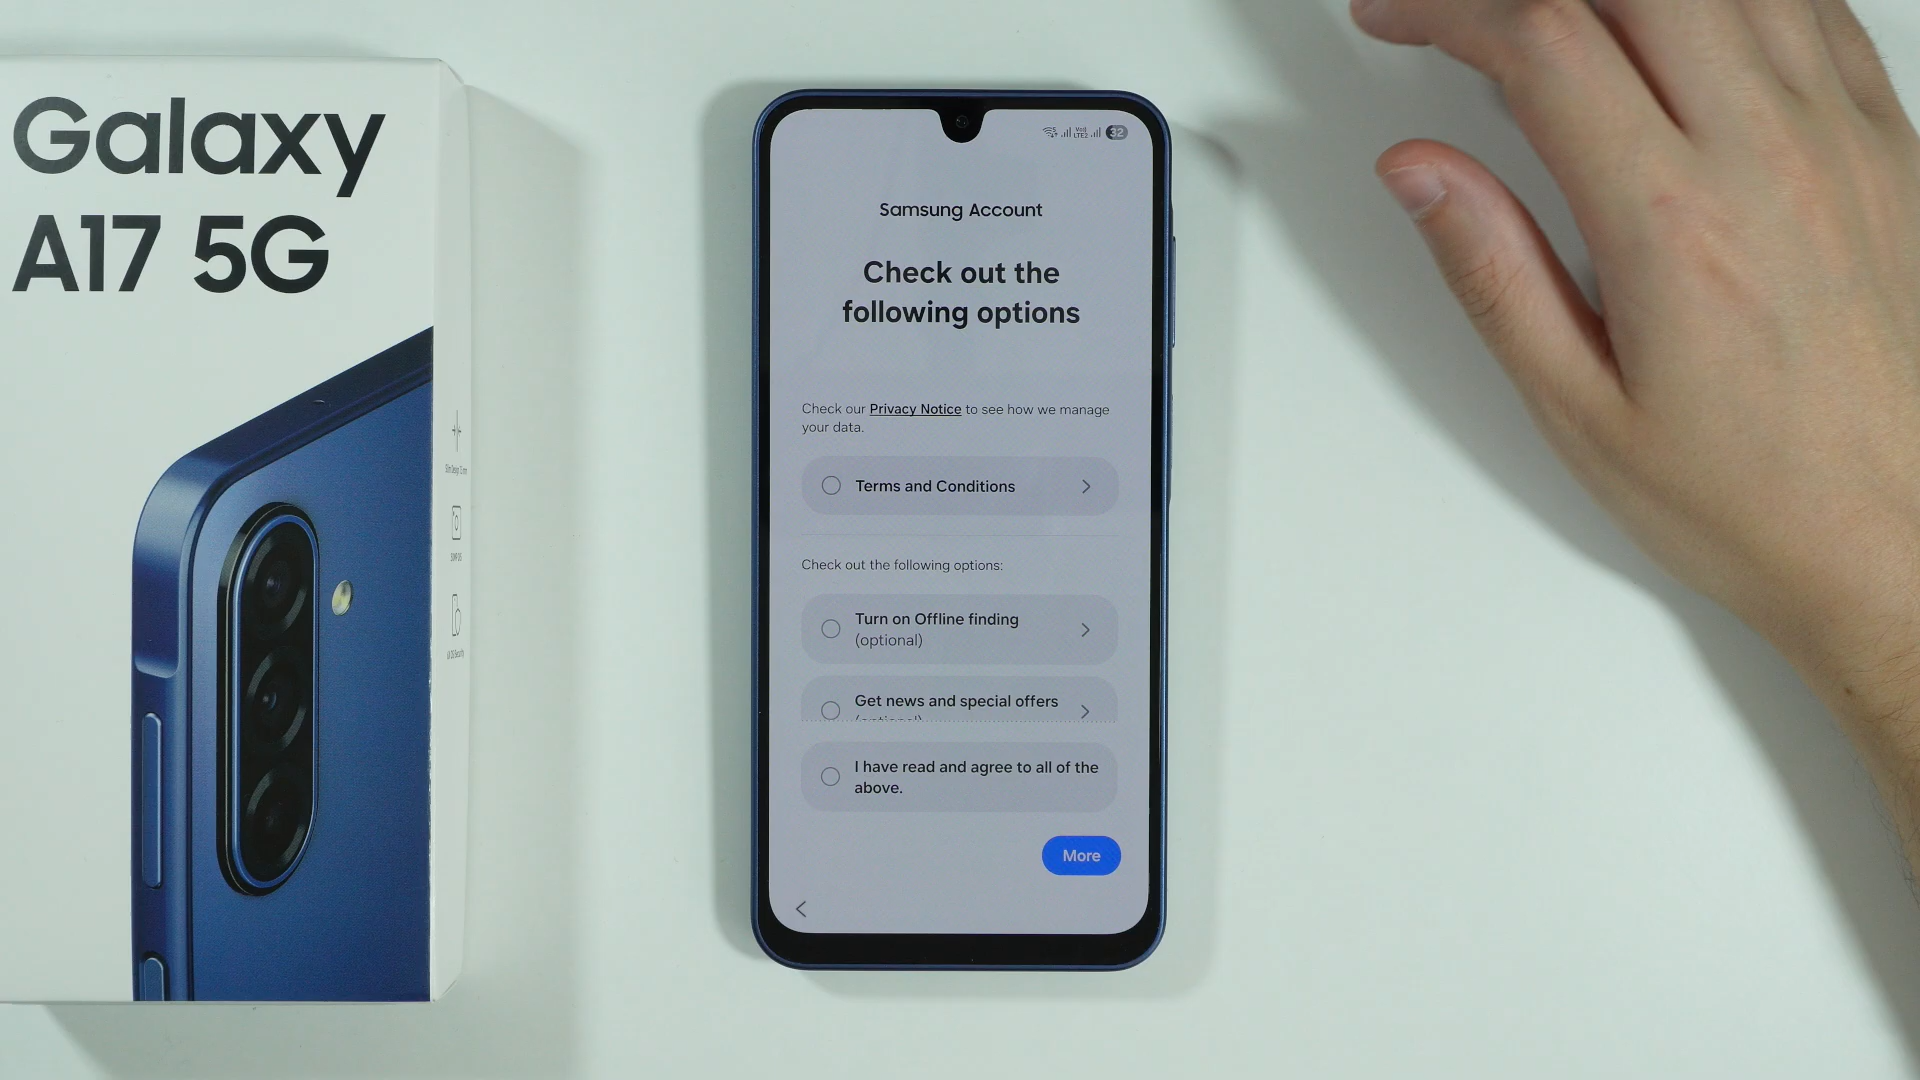 Galaxy
A17 5G
32
Samsung Account
Check out the
following options
Check our Privacy Notice to see how we manage
your data.
Terms and Conditions
Check out the following options:
Turn on Offline finding
(optional)
Get news and special offers
I have read and agree to all of the
above.
More